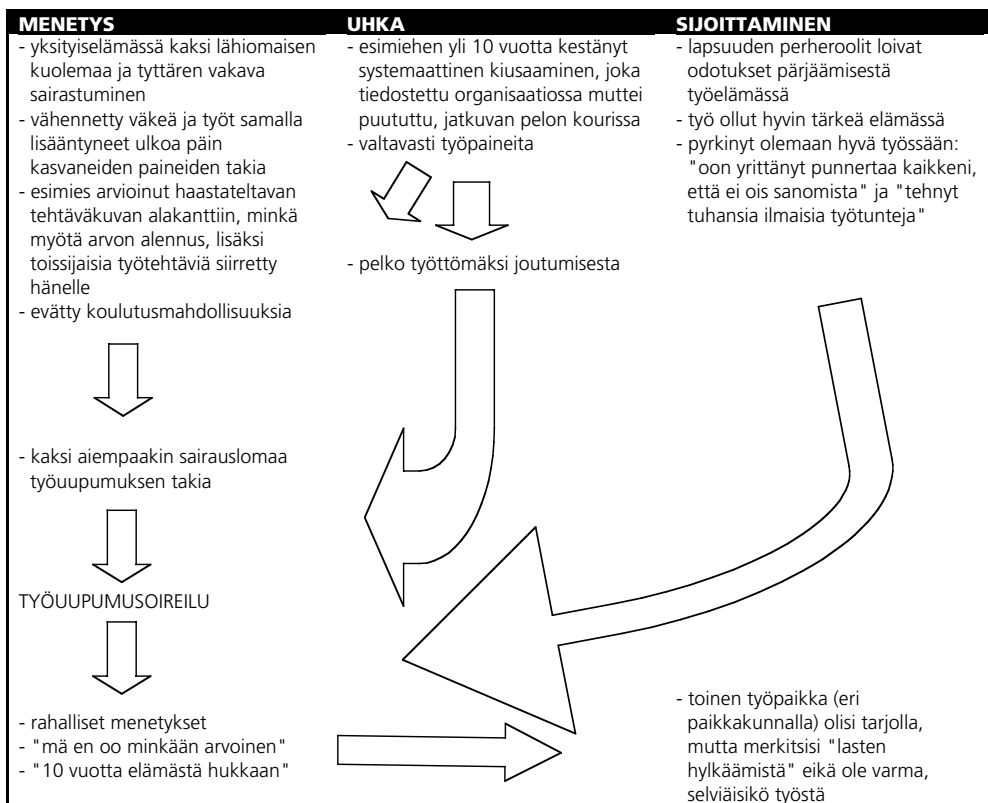 MENETYS
- yksityiselämässä kaksi lähiomaisen
kuolemaa ja tyttären vakava
sairastuminen
- vähennetty väkeä ja työt samalla
lisääntyneet ulkoa päin
kasvaneiden paineiden takia
- esimies arvioinut haastateltavan
tehtäväkuvan alakanttiin, minkä
myötä arvon alennus, lisäksi
toissijaisia työtehtäviä siirretty
hänelle
- evätty koulutusmahdollisuuksia
- kaksi aiempaakin sairauslomaa
työuupumuksen takia
TYÖUUPUMUSOIREILU
- rahalliset menetykset
- "mä en oo minkään arvoinen"
- "10 vuotta elämästä hukkaan"
UHKA
- esimiehen yli 10 vuotta kestänyt
systemaattinen kiusaaminen, joka
tiedostettu organisaatiossa muttei
puututtu, jatkuvan pelon kourissa
- valtavasti työpaineita
- pelko työttömäksi joutumisesta
SIJOITTAMINEN
- lapsuuden perheroolit loivat
odotukset pärjäämisestä
työelämässä
- työ ollut hyvin tärkeä elämässä
- pyrkinyt olemaan hyvä työssään:
"oon yrittänyt punnertaa kaikkeni,
että ei ois sanomista" ja "tehnyt
tuhansia ilmaisia työtunteja"
- toinen työpaikka (eri
paikkakunnalla) olisi tarjolla,
mutta merkitsisi "lasten
hylkäämistä" eikä ole varma,
selviäisikö työstä